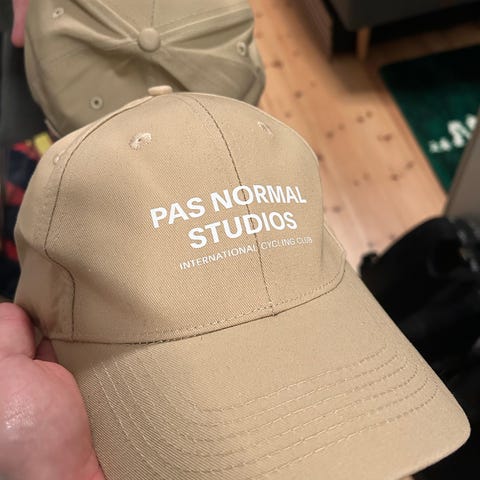 PAS NORMAL
STUDIOS
INTERNATIONAL CYCLING CLUB